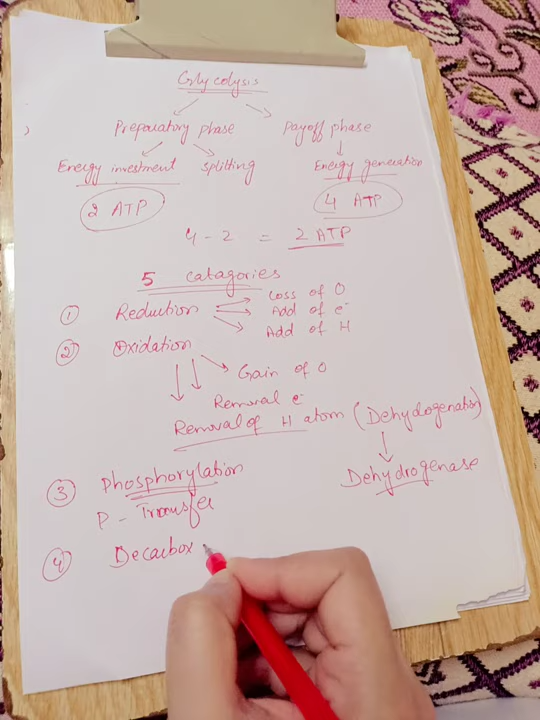 Glycolysis
Preparatory phase Payoff phase
Energy investment splitting Energy generation
2 ATP 4 ATP
4 - 2 = 2 ATP
5 catagories
① Reduction Loss of O
Add of e⁻
Add of H
② Oxidation
Gain of O
Removal e⁻
Removal of H atom (Dehydogenation)
Dehydrogenase
③ Phosphorylation
P - Transfer
④ Decarbox